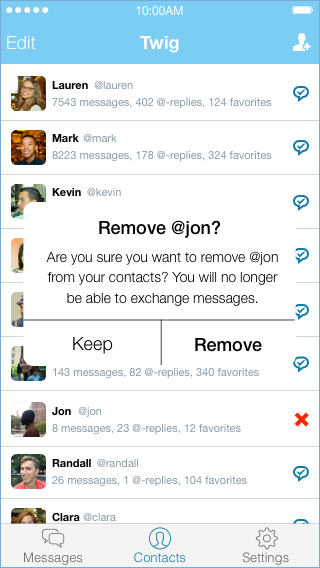 10:00AM
Edit
Twig
Lauren @lauren
7543 messages, 402 @-replies, 124 favorites
Mark @mark
8223 messages, 178 @-replies, 324 favorites
Kevin @kevin
Remove @jon?
Are you sure you want to remove @jon
from your contacts? You will no longer
be able to exchange messages.
Keep
Remove
143 messages, 82 @-replies, 340 favorites
Jon @jon
8 messages, 23 @-replies, 12 favorites
Randall @randall
26 messages, 1 @-replies, 104 favorites
Clara @clara
Messages
Contacts
Settings